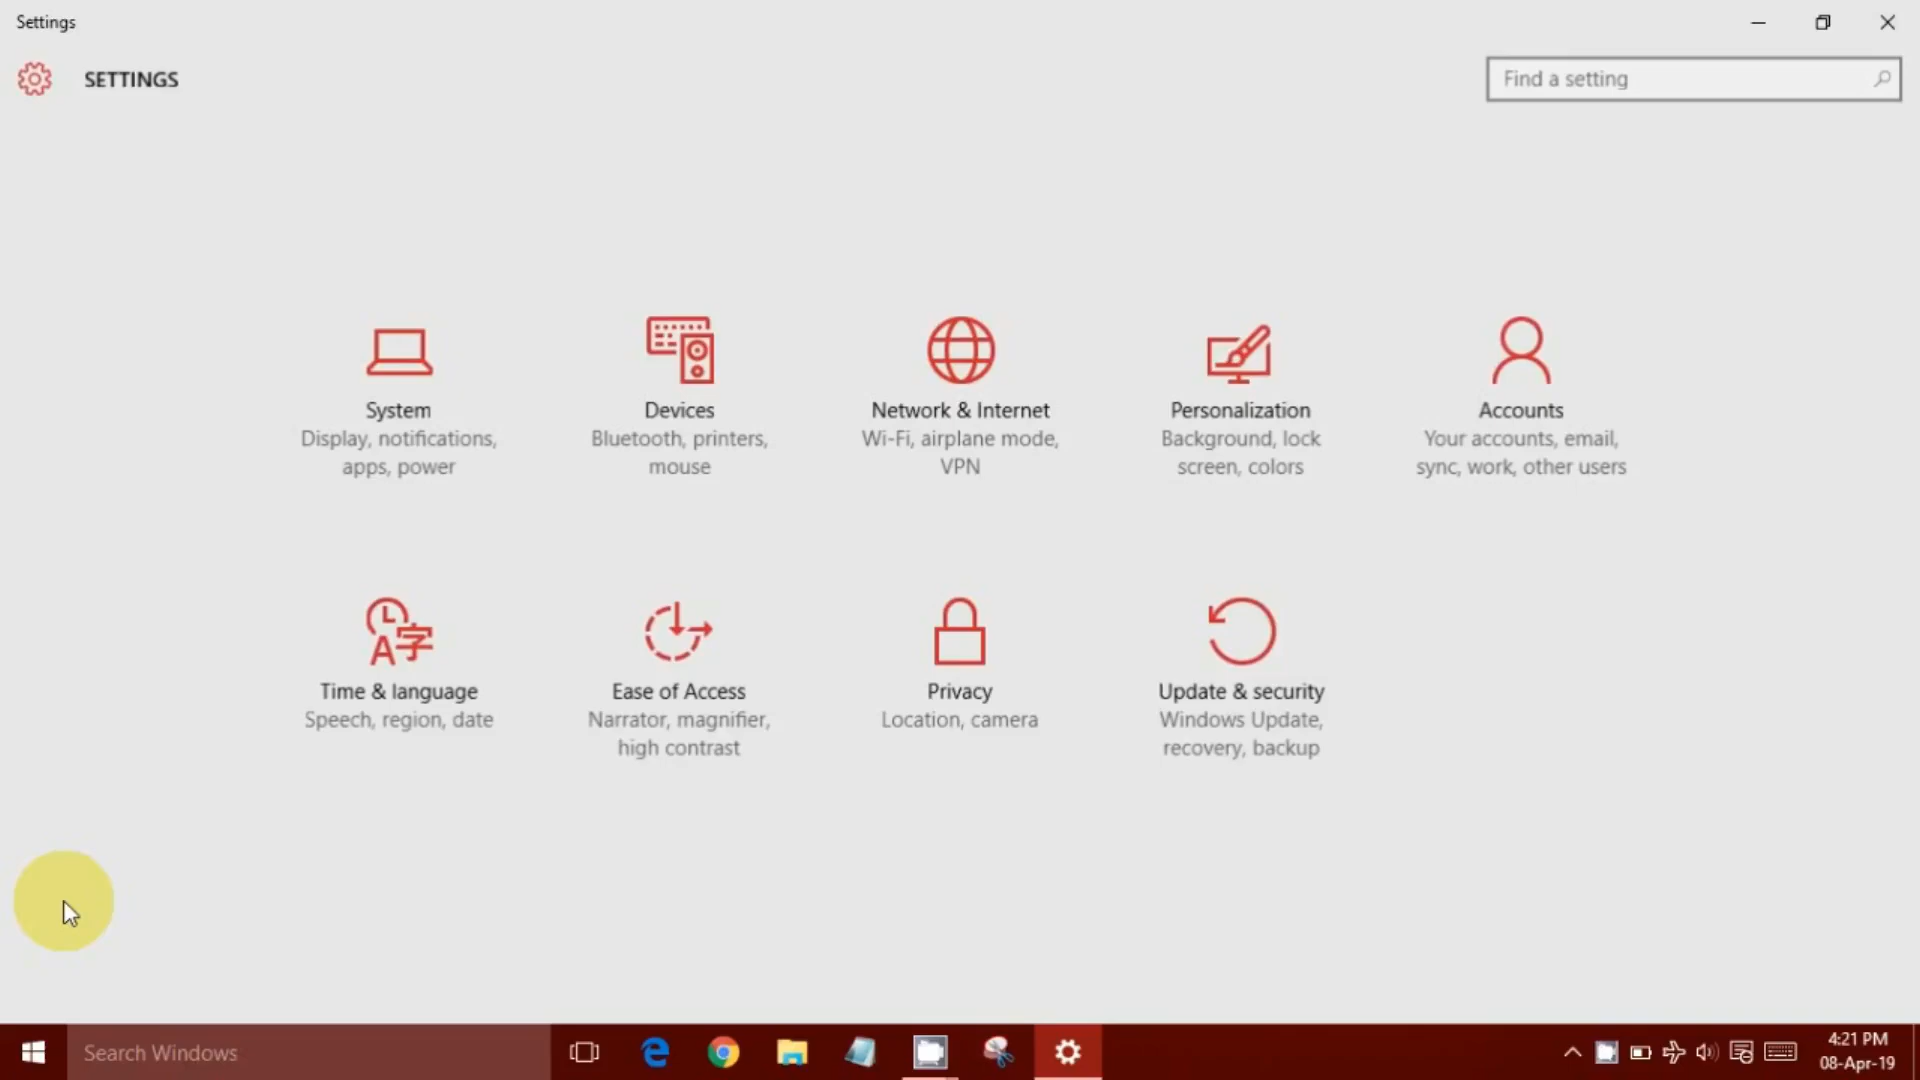 Settings
SETTINGS
Find a setting
System
Display, notifications,
apps, power
Devices
Bluetooth, printers,
mouse
Network & Internet
Wi-Fi, airplane mode,
VPN
Personalization
Background, lock
screen, colors
Accounts
Your accounts, email,
sync, work, other users
A字
Time & language
Speech, region, date
Ease of Access
Narrator, magnifier,
high contrast
Privacy
Location, camera
Update & security
Windows Update,
recovery, backup
Search Windows
4:21 PM
08-Apr-19